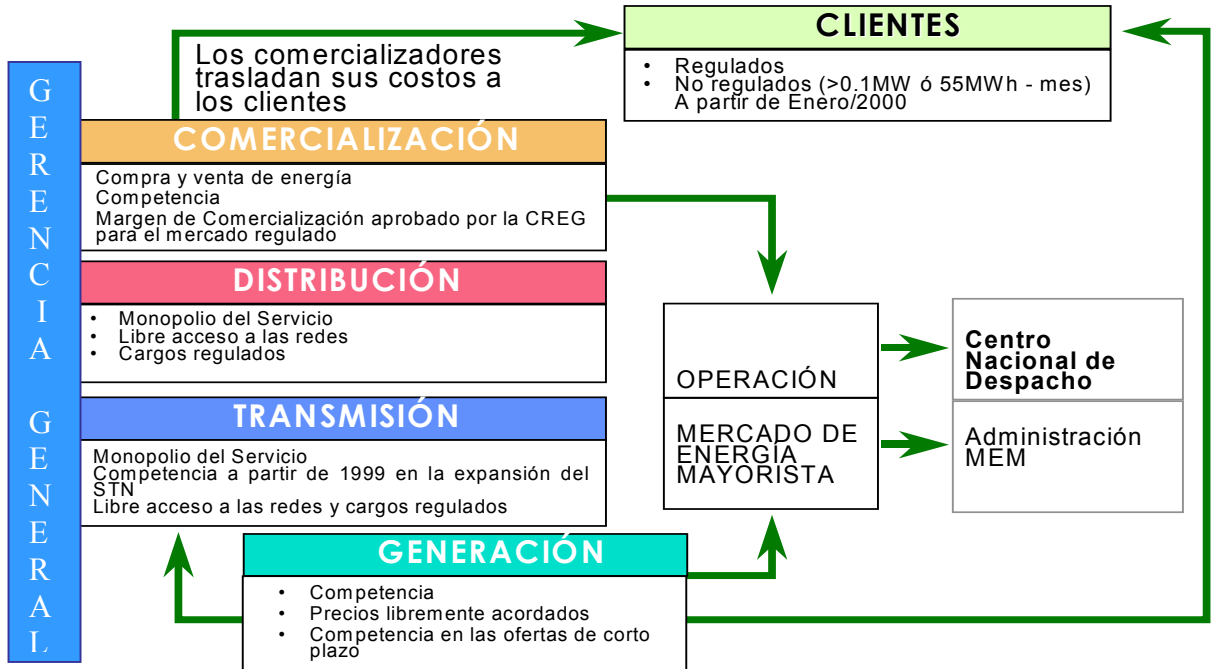 GERENCIA GENERAL
CLIENTES
• Regulados
• No regulados (>0.1MW ó 55MWh - mes)
A partir de Enero/2000
Los comercializadores
trasladan sus costos a
los clientes
COMERCIALIZACIÓN
Compra y venta de energía
Competencia
Margen de Comercialización aprobado por la CREG
para el mercado regulado
DISTRIBUCIÓN
• Monopolio del Servicio
• Libre acceso a las redes
• Cargos regulados
TRANSMISIÓN
Monopolio del Servicio
Competencia a partir de 1999 en la expansión del
STN
Libre acceso a las redes y cargos regulados
GENERACIÓN
• Competencia
• Precios libremente acordados
• Competencia en las ofertas de corto
plazo
OPERACIÓN
MERCADO DE
ENERGÍA
MAYORISTA
Centro
Nacional de
Despacho
Administración
MEM